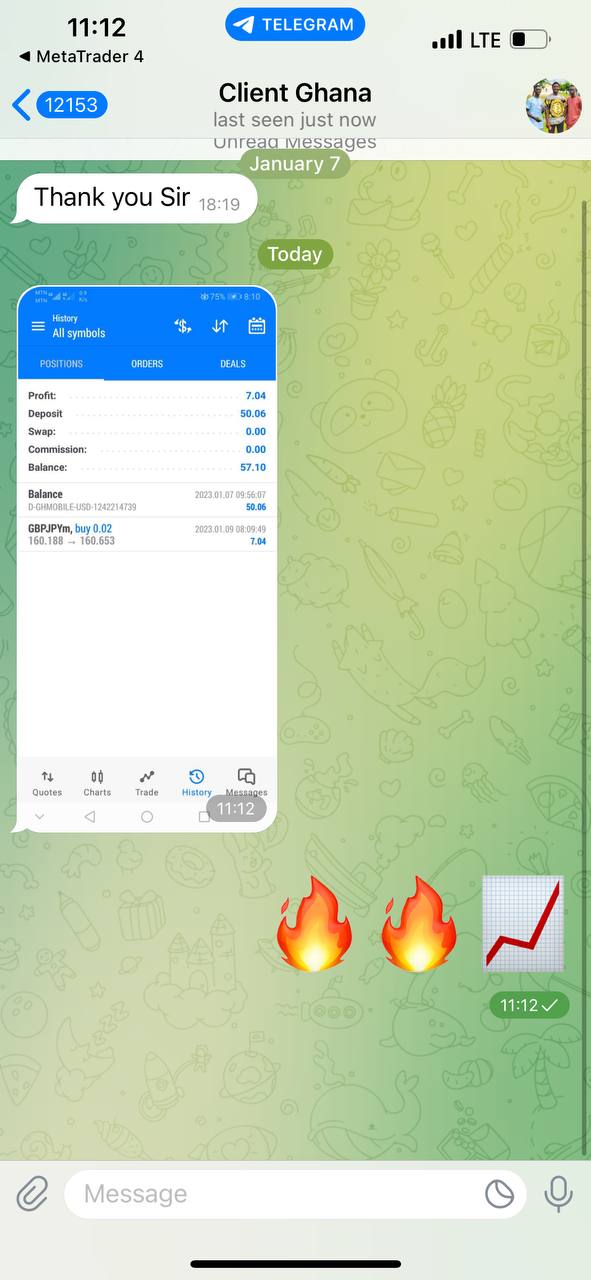 11:12
TELEGRAM
LTE
MetaTrader 4
12153
Client Ghana
last seen just now
Unread Messages
January 7
Thank you Sir 18:19
Today
MTN
MTN
75% 8:10
History
All symbols
POSITIONS ORDERS DEALS
Profit: 7.04
Deposit 50.06
Swap: 0.00
Commission: 0.00
Balance: 57.10
Balance 2023.01.07 09:56:07
D-GHMOBILE-USD-1242214739 50.06
GBPJPYm, buy 0.02 2023.01.09 08:09:49
160.188 → 160.653 7.04
Quotes Charts Trade History Messages
11:12
11:12
Message